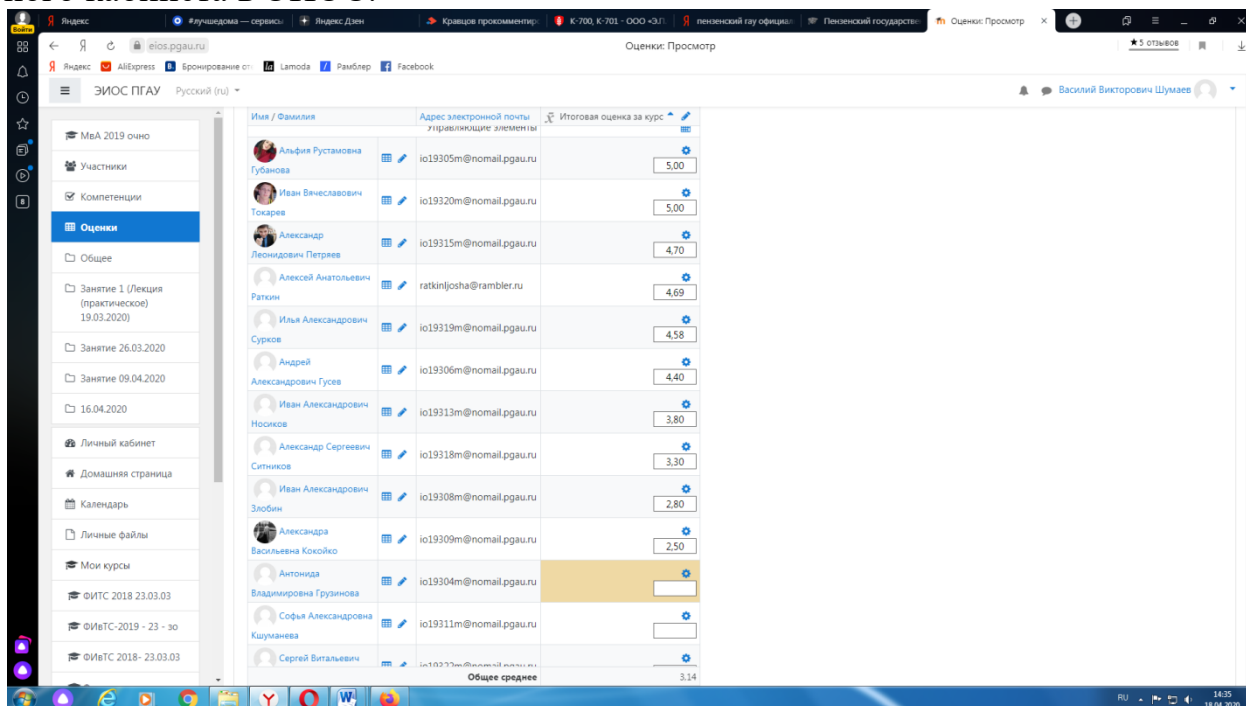 Яндекс
#лучшедома — сервисы
Яндекс.Дзен
Кравцов прокомментир
К-700, К-701 - ООО «ЭЛ
пензенский гау официал
Пензенский государстве
Оценки: Просмотр
Войти
eios.pgau.ru
Оценки: Просмотр
★5 отзывов
Яндекс
AliExpress
Бронирование от
Lamoda
Рамблер
Facebook
ЭИОС ПГАУ
Русский (ru)
Василий Викторович Шумаев
МвА 2019 очно
Участники
Компетенции
Оценки
Общее
Занятие 1 (Лекция
(практическое)
19.03.2020)
Занятие 26.03.2020
Занятие 09.04.2020
16.04.2020
Личный кабинет
Домашняя страница
Календарь
Личные файлы
Мои курсы
ФИТС 2018 23.03.03
ФИвТС-2019 - 23 - зо
ФИвТС 2018- 23.03.03
Имя / Фамилия
Адрес электронной почты
Итоговая оценка за курс
Управляющие элементы
Альфия Рустамовна
Губанова
io19305m@nomail.pgau.ru
5,00
Иван Вячеславович
Токарев
io19320m@nomail.pgau.ru
5,00
Александр
Леонидович Петряев
io19315m@nomail.pgau.ru
4,70
Алексей Анатольевич
Раткин
ratkinljosha@rambler.ru
4,69
Илья Александрович
Сурков
io19319m@nomail.pgau.ru
4,58
Андрей
Александрович Гусев
io19306m@nomail.pgau.ru
4,40
Иван Александрович
Носиков
io19313m@nomail.pgau.ru
3,80
Александр Сергеевич
Ситников
io19318m@nomail.pgau.ru
3,30
Иван Александрович
Злобин
io19308m@nomail.pgau.ru
2,80
Александра
Васильевна Кокойко
io19309m@nomail.pgau.ru
2,50
Антонида
Владимировна Грузинова
io19304m@nomail.pgau.ru
Софья Александровна
Кшуманева
io19311m@nomail.pgau.ru
Сергей Витальевич
io19322m@nomail.pgau.ru
Общее среднее
3,14
RU
14:35
18.04.2020